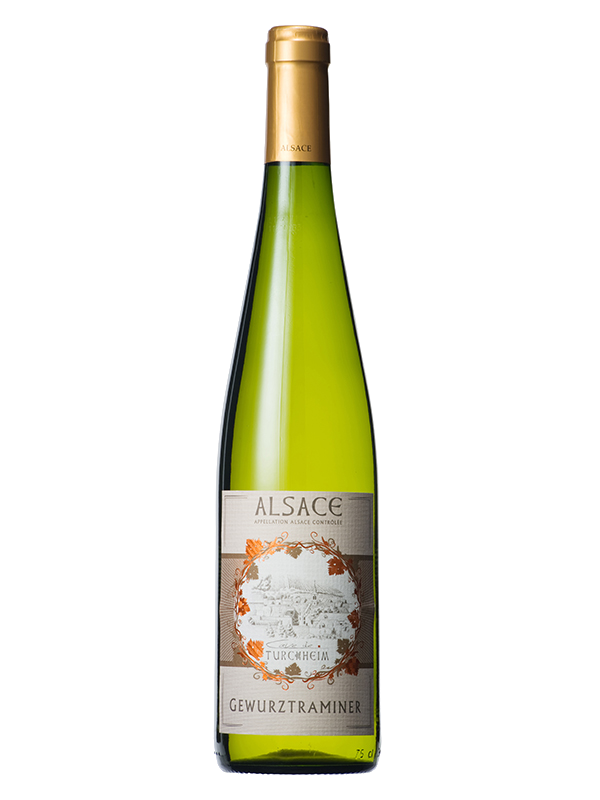 ALSACE
ALSACE
APPELLATION ALSACE CONTRÔLÉE
TURCKHEIM
GEWURZTRAMINER
75 cl